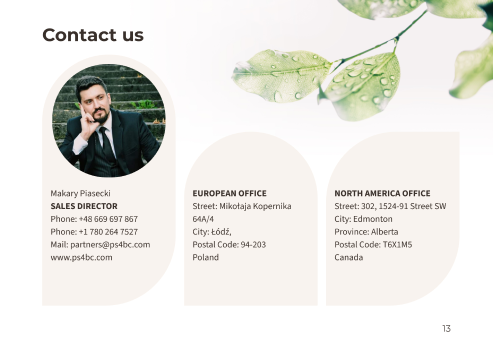 Contact us
Makary Piasecki
SALES DIRECTOR
Phone: +48 669 697 867
Phone: +1 780 264 7527
Mail: partners@ps4bc.com
www.ps4bc.com
EUROPEAN OFFICE
Street: Mikołaja Kopernika
64A/4
City: Łódź,
Postal Code: 94-203
Poland
NORTH AMERICA OFFICE
Street: 302, 1524-91 Street SW
City: Edmonton
Province: Alberta
Postal Code: T6X1M5
Canada
13